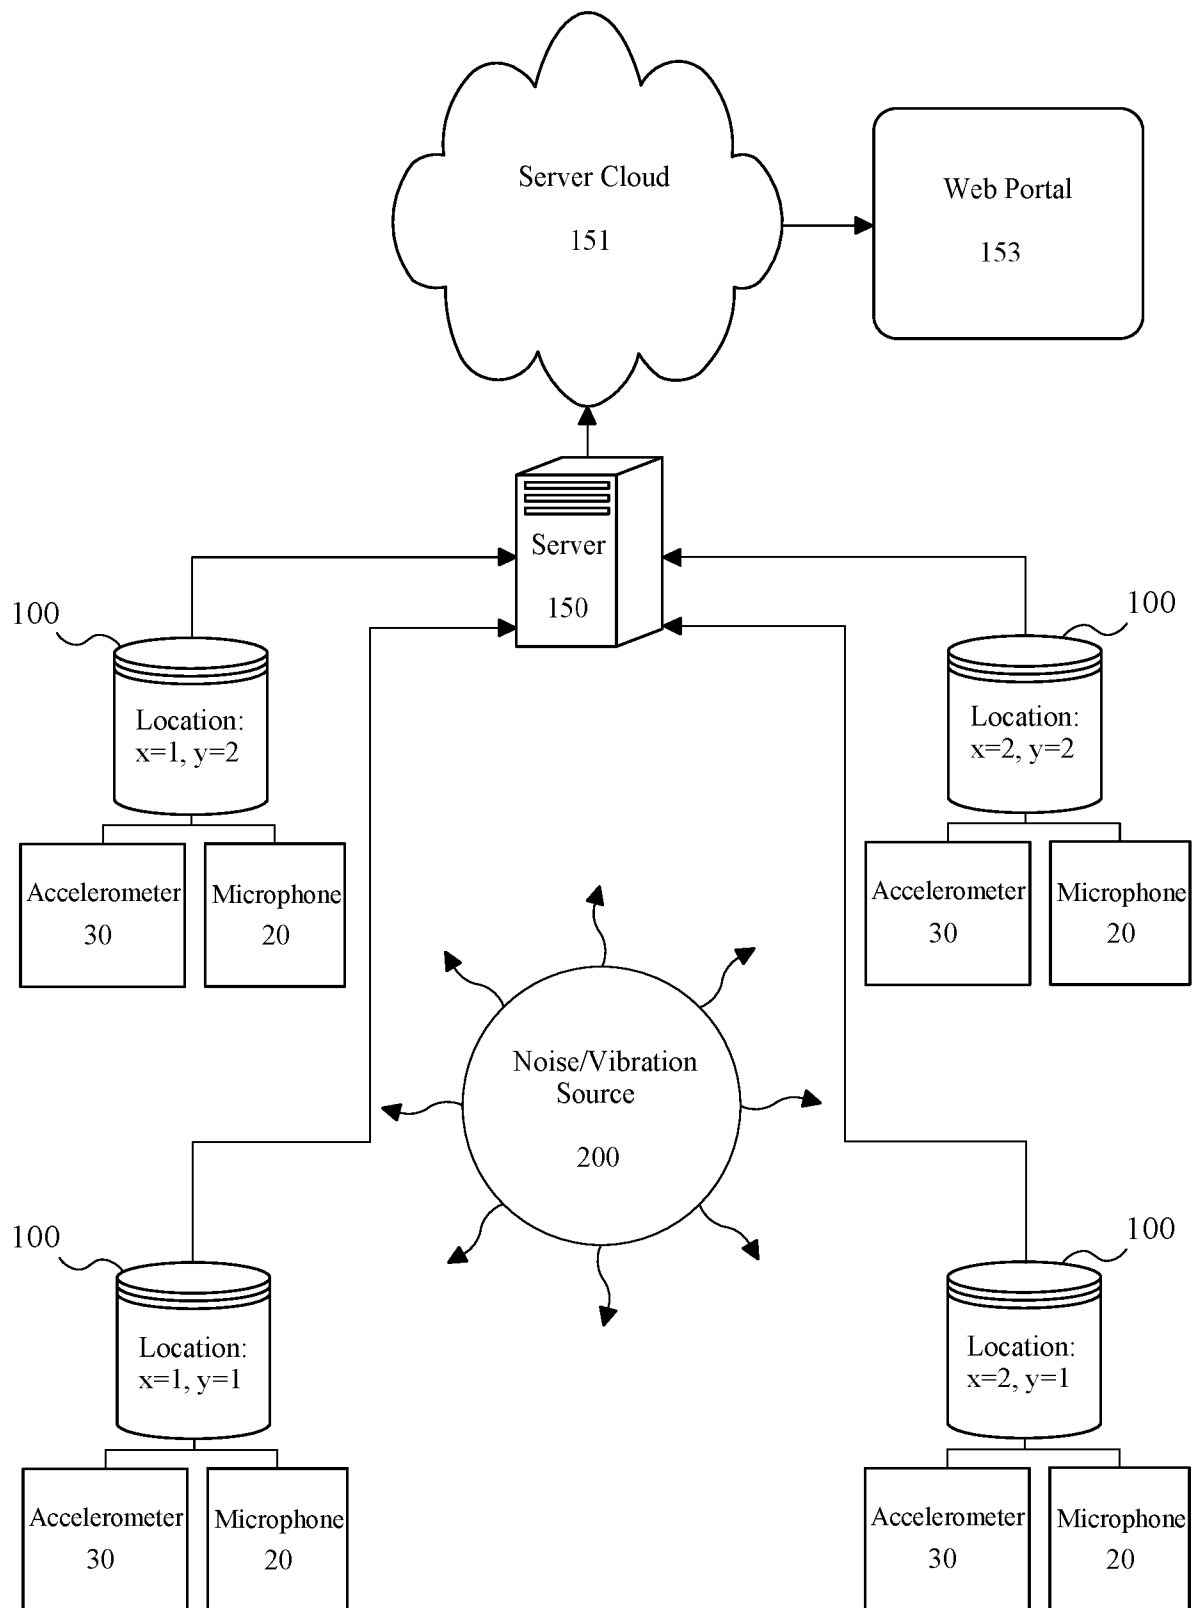 Server Cloud
151
Web Portal
153
Server
150
100
Location:
x=1, y=2
Accelerometer
30
Microphone
20
100
Location:
x=2, y=2
Accelerometer
30
Microphone
20
Noise/Vibration
Source
200
100
Location:
x=1, y=1
Accelerometer
30
Microphone
20
100
Location:
x=2, y=1
Accelerometer
30
Microphone
20